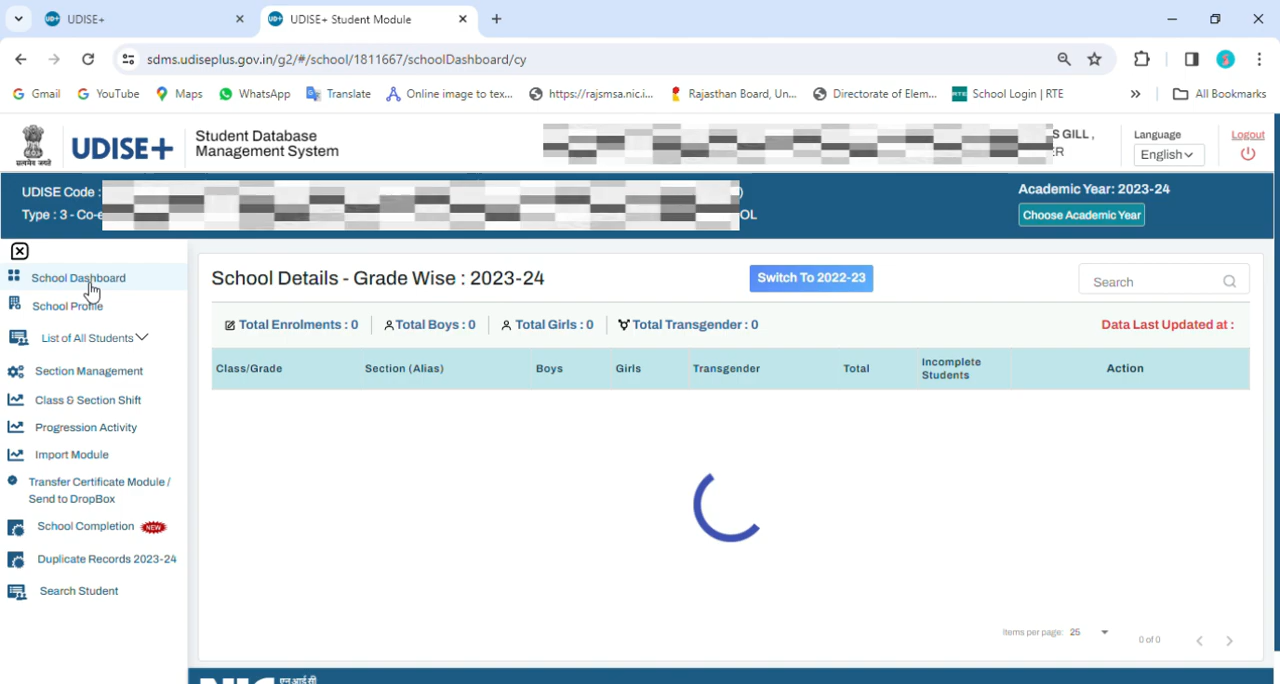 UDISE+
UDISE+ Student Module
sdms.udiseplus.gov.in/g2/#/school/1811667/schoolDashboard/cy
Gmail
YouTube
Maps
WhatsApp
Translate
Online image to tex...
https://rajsmsa.nic.i...
Rajasthan Board, Un...
Directorate of Elem...
RTE School Login | RTE
»
All Bookmarks
सत्यमेव जयते
UDISE+
Student Database
Management System
S GILL ,
Language
English
Logout
UDISE Code :
Type : 3 - Co-e
OL
Academic Year: 2023-24
Choose Academic Year
School Dashboard
School Profile
List of All Students
Section Management
Class & Section Shift
Progression Activity
Import Module
Transfer Certificate Module /
Send to DropBox
School Completion NEW
Duplicate Records 2023-24
Search Student
School Details - Grade Wise : 2023-24
Switch To 2022-23
Search
Total Enrolments : 0
Total Boys : 0
Total Girls : 0
Total Transgender : 0
Data Last Updated at :
Class/Grade
Section (Alias)
Boys
Girls
Transgender
Total
Incomplete
Students
Action
Items per page: 25
0 of 0
एन आई सी